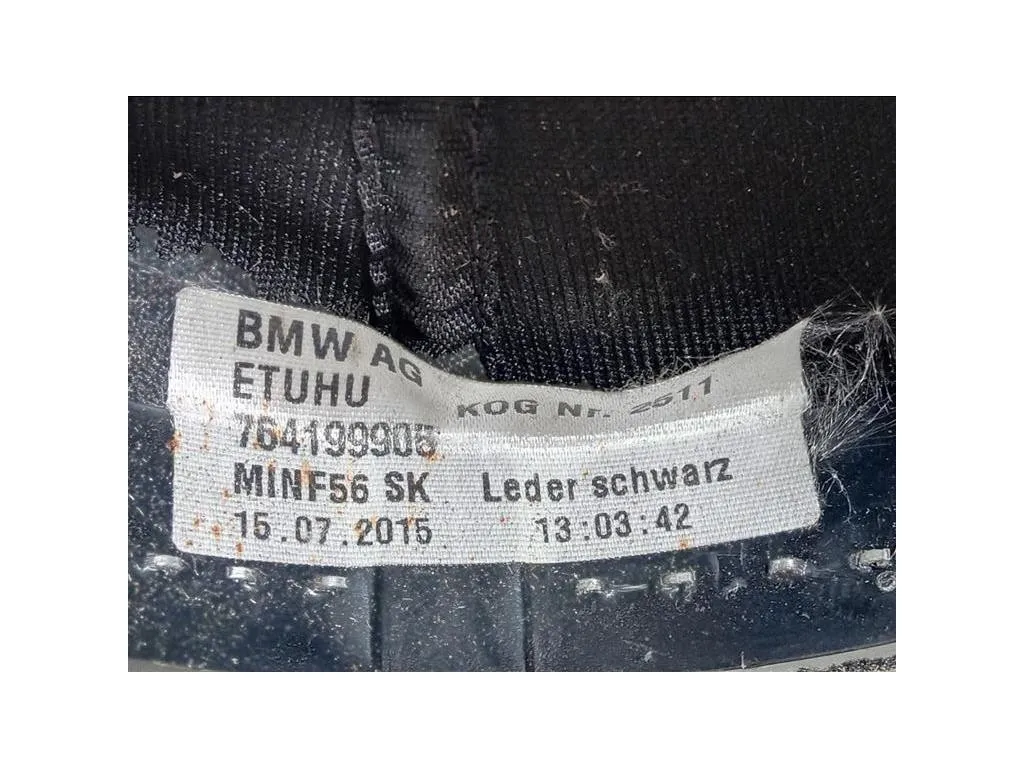 BMW AG
ETUHU KOG Nr. 2511
764199905
MINF56 SK Leder schwarz
15.07.2015 13:03:42